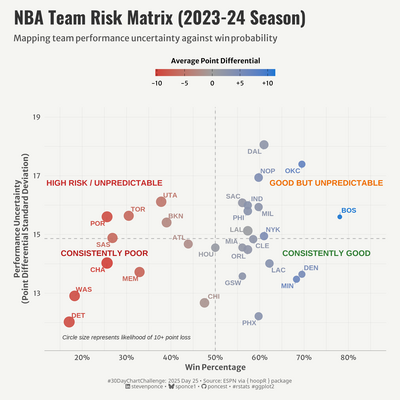 NBA Team Risk Matrix (2023-24 Season)
Mapping team performance uncertainty against win probability
Average Point Differential
-10 -5 0 +5 +10
Performance Uncertainty
(Point Differential Standard Deviation)
19
17
15
13
HIGH RISK / UNPREDICTABLE
GOOD BUT UNPREDICTABLE
CONSISTENTLY POOR
CONSISTENTLY GOOD
DAL
OKC
NOP
UTA
SAC
IND
BOS
TOR
BKN
PHI
MIL
POR
LAL
NYK
ATL
SAS
MIA
CLE
HOU
ORL
CHA
LAC
DEN
MEM
GSW
MIN
WAS
CHI
DET
PHX
Circle size represents likelihood of 10+ point loss
20% 30% 40% 50% 60% 70% 80%
Win Percentage
#30DayChartChallenge: 2025 Day 25 • Source: ESPN via { hoopR } package
stevenponce • sponce1 • poncest • #rstats #ggplot2